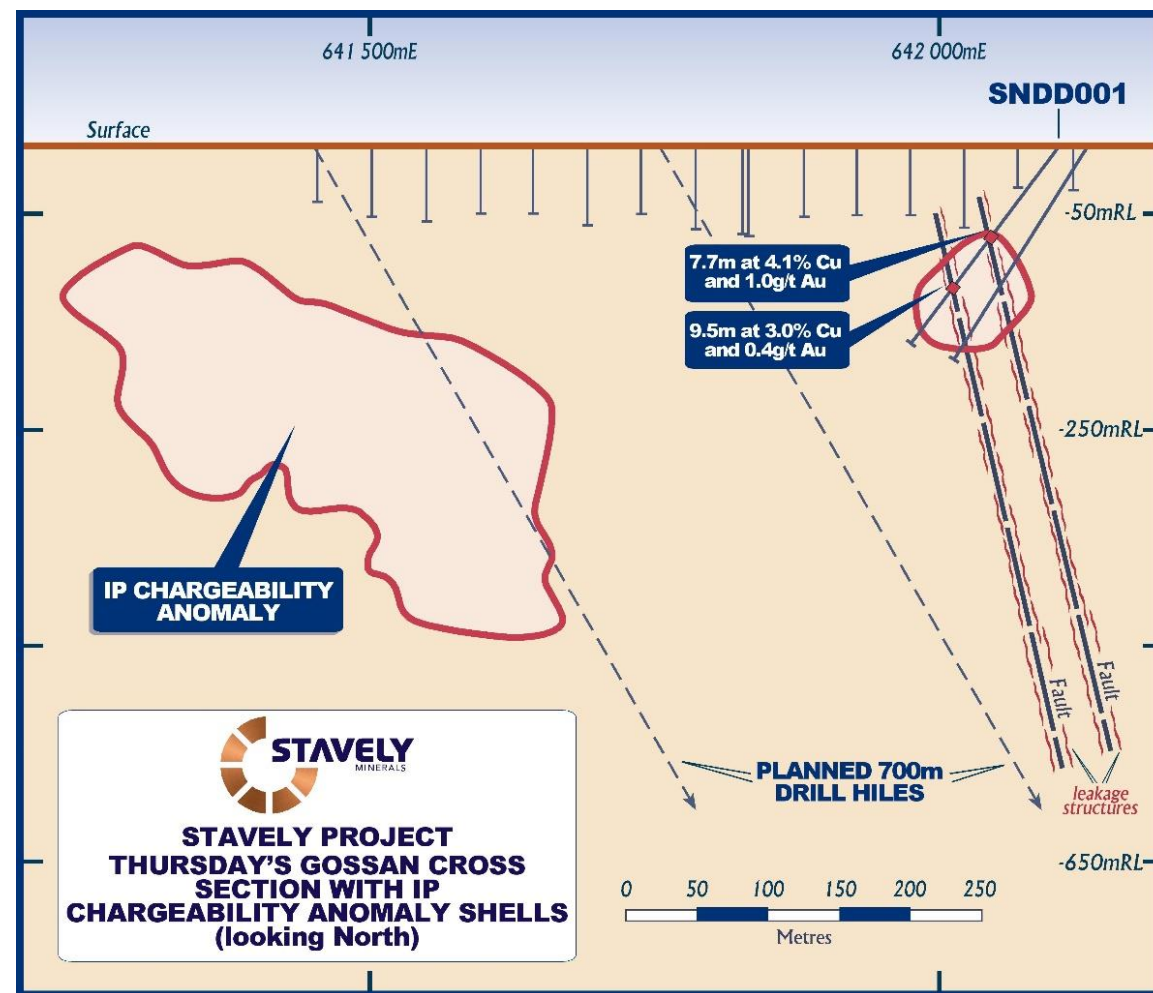 641 500mE
642 000mE
SNDD001
Surface
-50mRL
7.7m at 4.1% Cu
and 1.0g/t Au
9.5m at 3.0% Cu
and 0.4g/t Au
-250mRL
IP CHARGEABILITY
ANOMALY
Fault
Fault
PLANNED 700m
DRILL HILES
leakage
structures
-650mRL
STAVELY
MINERALS
STAVELY PROJECT
THURSDAY'S GOSSAN CROSS
SECTION WITH IP
CHARGEABILITY ANOMALY SHELLS
(looking North)
0 50 100 150 200 250
Metres